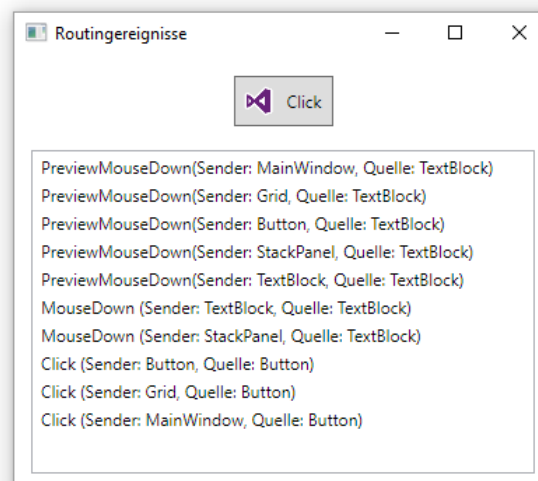 Routingereignisse
Click
PreviewMouseDown(Sender: MainWindow, Quelle: TextBlock)
PreviewMouseDown(Sender: Grid, Quelle: TextBlock)
PreviewMouseDown(Sender: Button, Quelle: TextBlock)
PreviewMouseDown(Sender: StackPanel, Quelle: TextBlock)
PreviewMouseDown(Sender: TextBlock, Quelle: TextBlock)
MouseDown (Sender: TextBlock, Quelle: TextBlock)
MouseDown (Sender: StackPanel, Quelle: TextBlock)
Click (Sender: Button, Quelle: Button)
Click (Sender: Grid, Quelle: Button)
Click (Sender: MainWindow, Quelle: Button)